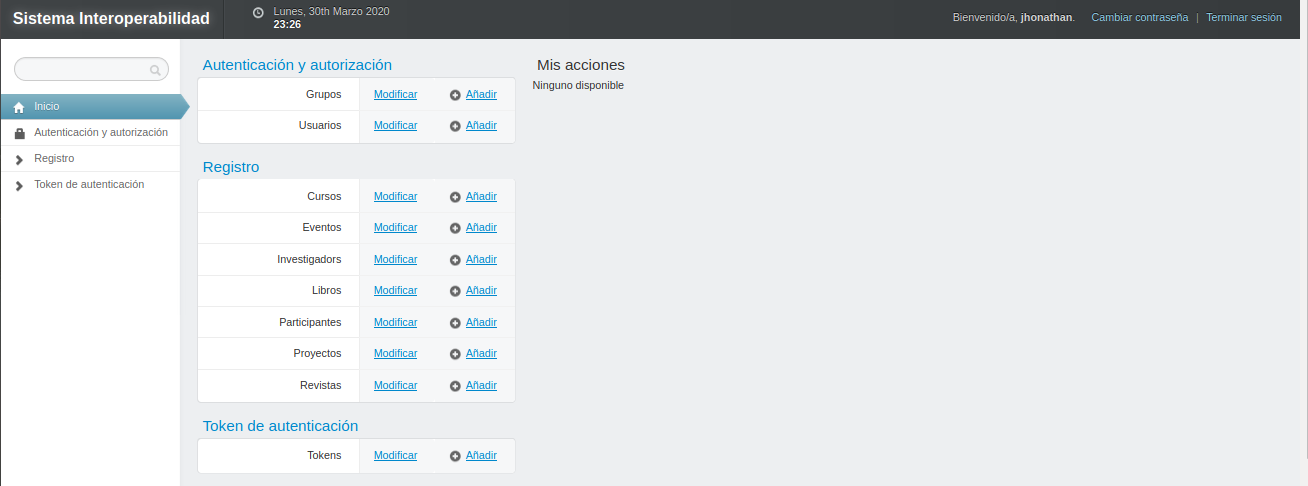 Sistema Interoperabilidad
Lunes, 30th Marzo 2020
23:26
Bienvenido/a, jhonathan. Cambiar contraseña | Terminar sesión
Inicio
Autenticación y autorización
Registro
Token de autenticación
Autenticación y autorización
Grupos Modificar Añadir
Usuarios Modificar Añadir
Registro
Cursos Modificar Añadir
Eventos Modificar Añadir
Investigadors Modificar Añadir
Libros Modificar Añadir
Participantes Modificar Añadir
Proyectos Modificar Añadir
Revistas Modificar Añadir
Token de autenticación
Tokens Modificar Añadir
Mis acciones
Ninguno disponible